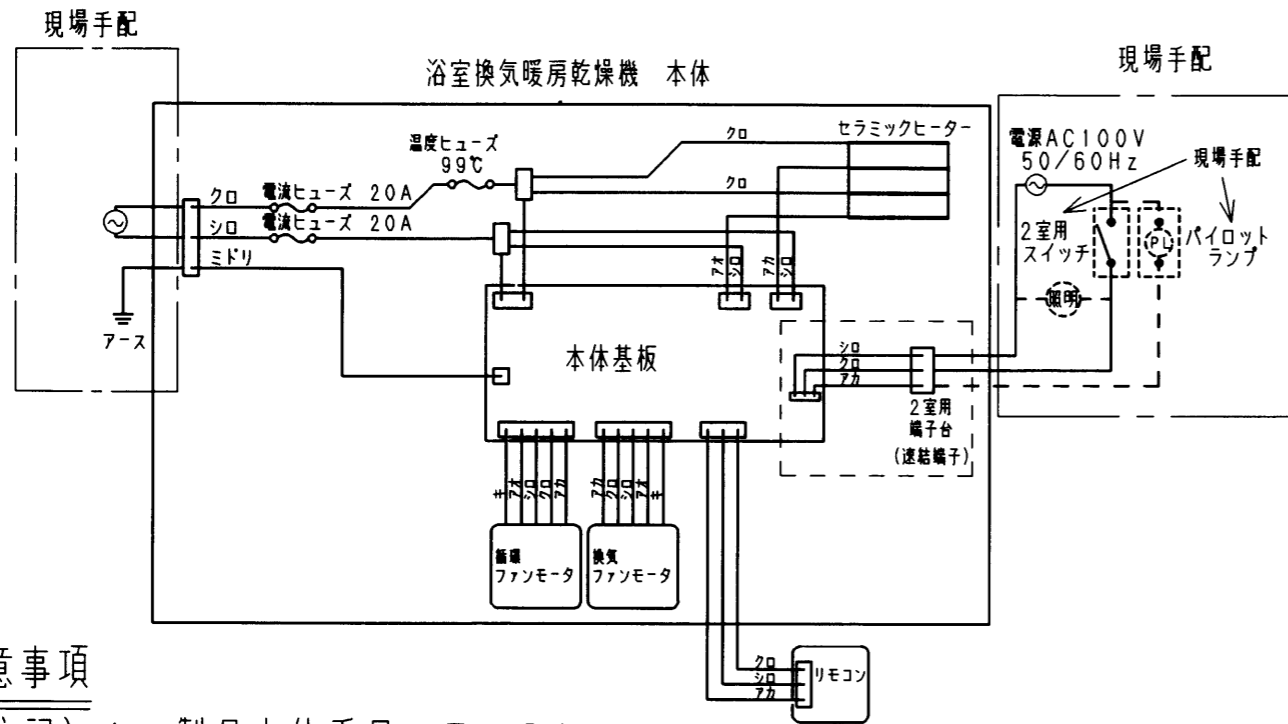 現場手配
浴室換気暖房乾燥機 本体
現場手配
温度ヒューズ
99℃
クロ
セラミックヒーター
クロ
電源AC100V
50/60Hz
現場手配
クロ
電流ヒューズ 20A
シロ
電流ヒューズ 20A
ミドリ
アース
アオ
シロ
アカ
シロ
2室用
スイッチ
PL
パイロット
ランプ
照明
本体基板
シロ
クロ
アカ
2室用
端子台
(速結端子)
キ
アオ
シロ
クロ
アカ
アカ
クロ
シロ
アオ
キ
循環
ファンモータ
換気
ファンモータ
クロ
シロ
アカ
リモコン
意事項